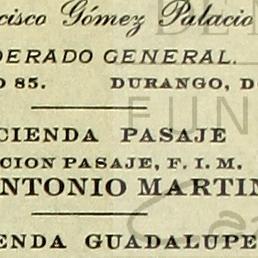 cisco Gómez Palacio
DERADO GENERAL.
O 85. DURANGO, D
CIENDA PASAJE
CION PASAJE, F. I. M.
NTONIO MARTIN
ENDA GUADALUPE